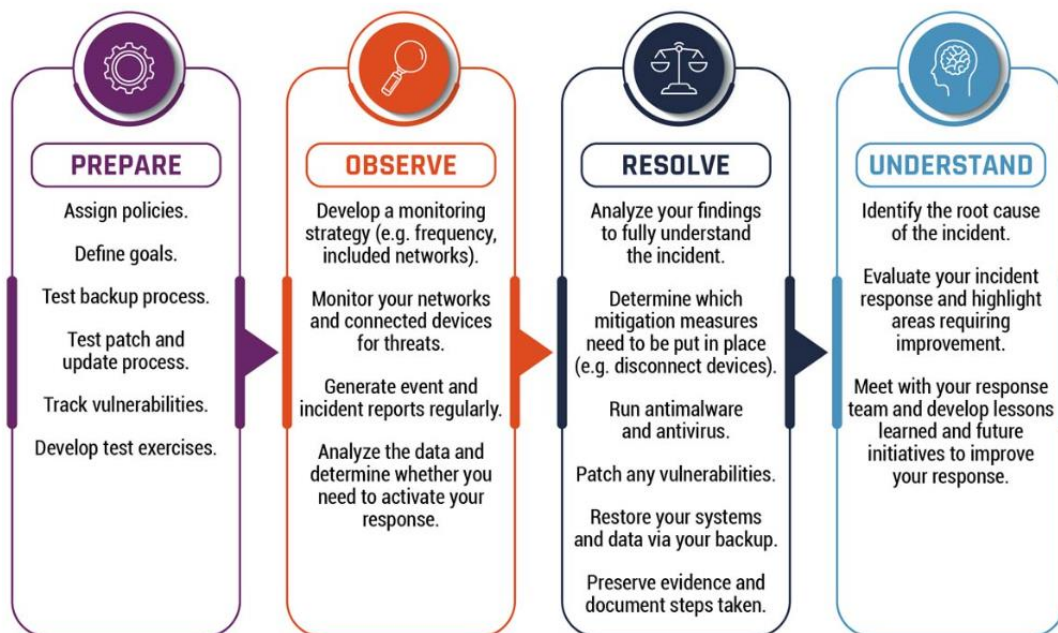 PREPARE
Assign policies.
Define goals.
Test backup process.
Test patch and
update process.
Track vulnerabilities.
Develop test exercises.
OBSERVE
Develop a monitoring
strategy (e.g. frequency,
included networks).
Monitor your networks
and connected devices
for threats.
Generate event and
incident reports regularly.
Analyze the data and
determine whether you
need to activate your
response.
RESOLVE
Analyze your findings
to fully understand
the incident.
Determine which
mitigation measures
need to be put in place
(e.g. disconnect devices).
Run antimalware
and antivirus.
Patch any vulnerabilities.
Restore your systems
and data via your backup.
Preserve evidence and
document steps taken.
UNDERSTAND
Identify the root cause
of the incident.
Evaluate your incident
response and highlight
areas requiring
improvement.
Meet with your response
team and develop lessons
learned and future
initiatives to improve
your response.